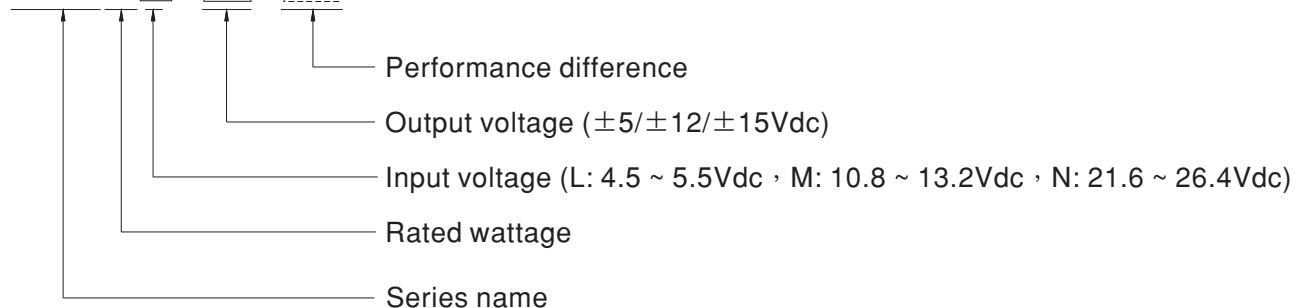 Performance difference
Output voltage (±5/±12/±15Vdc)
Input voltage (L: 4.5 ~ 5.5Vdc，M: 10.8 ~ 13.2Vdc，N: 21.6 ~ 26.4Vdc)
Rated wattage
Series name